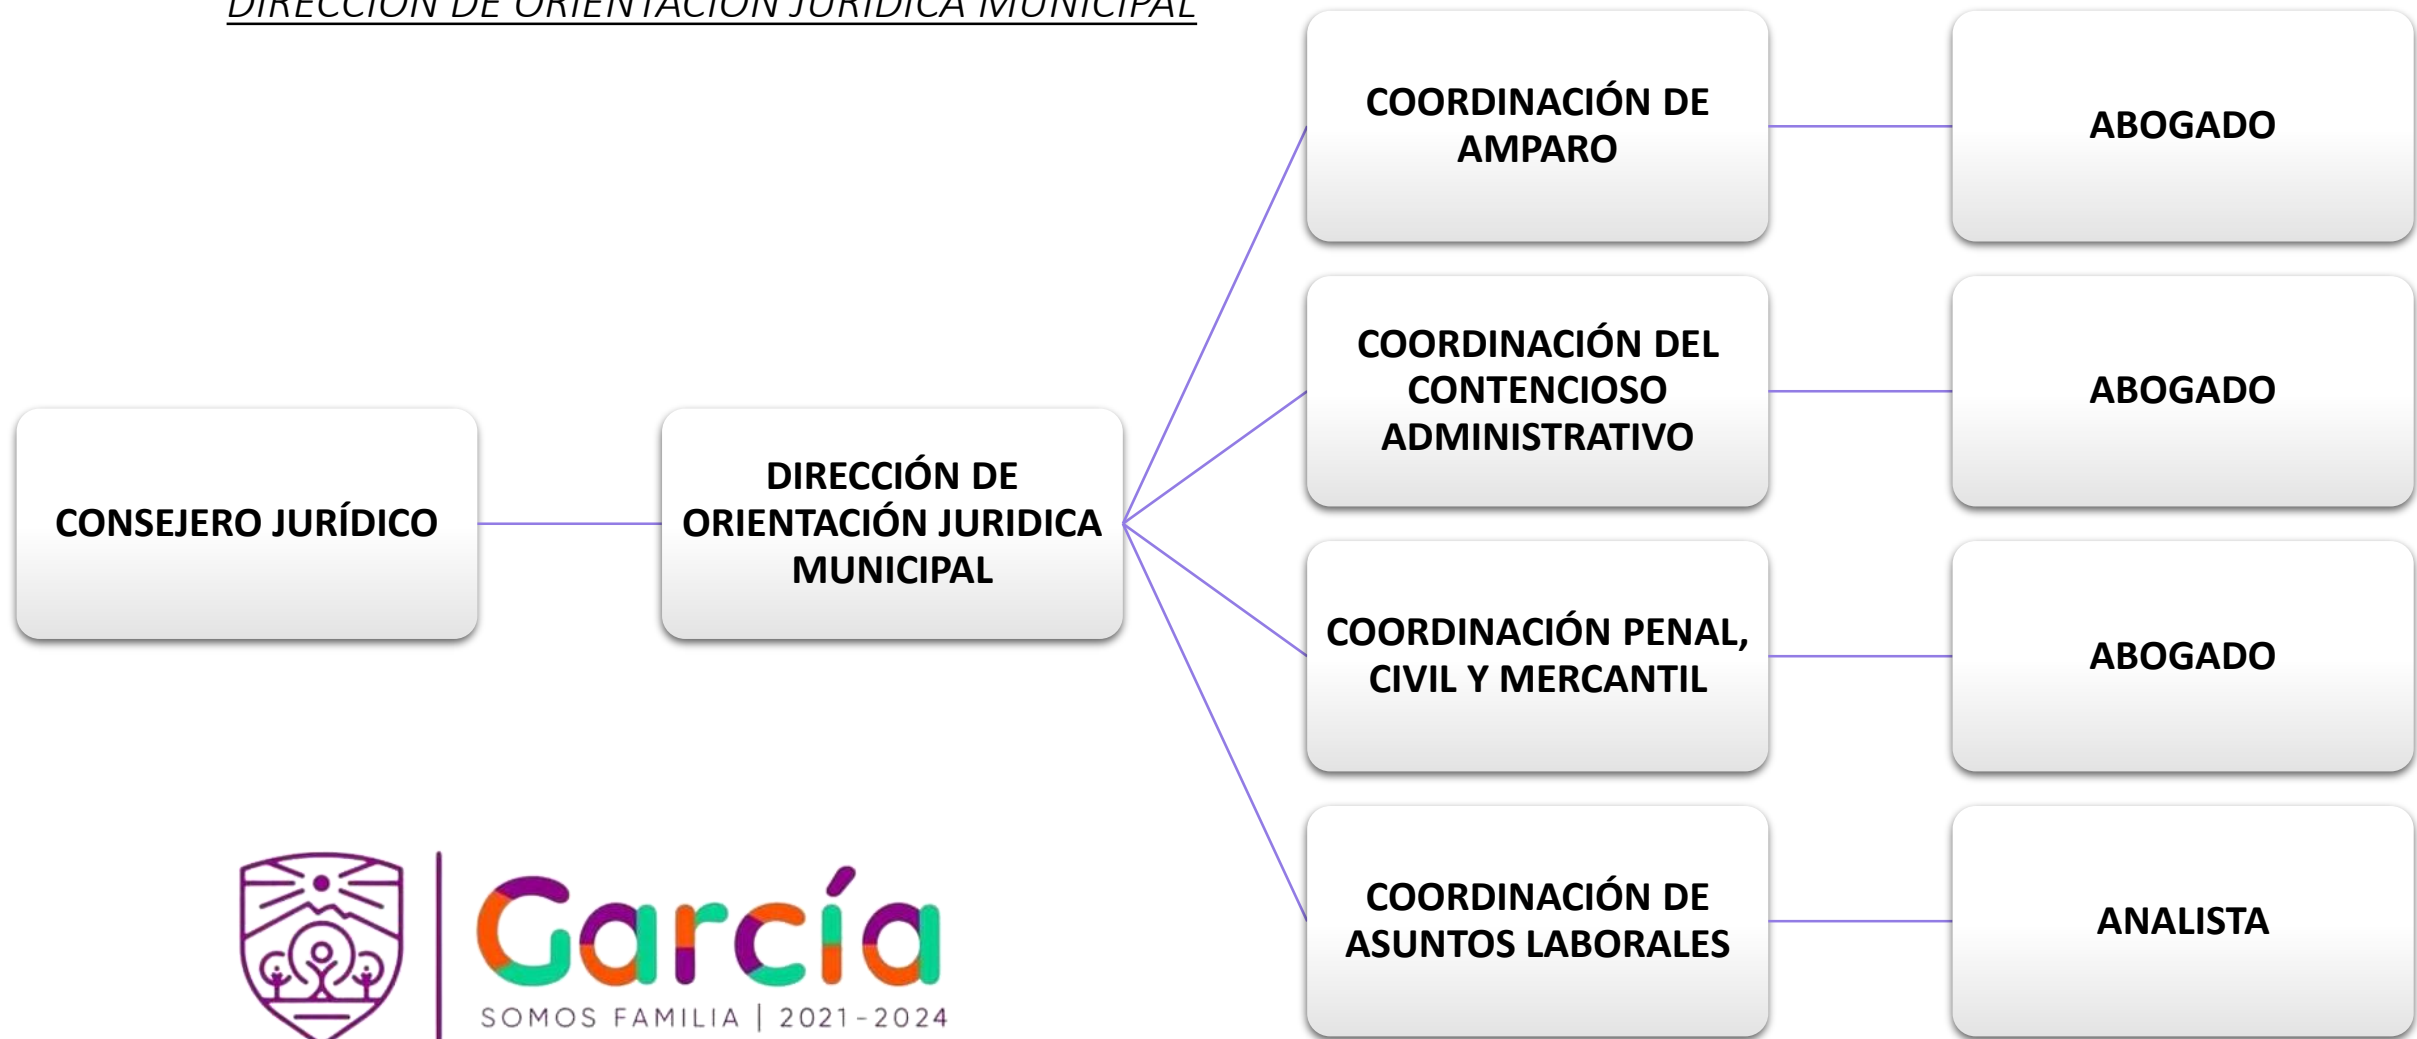 DIRECCIÓN DE ORIENTACIÓN JURÍDICA MUNICIPAL
CONSEJERO JURÍDICO
DIRECCIÓN DE
ORIENTACIÓN JURIDICA
MUNICIPAL
COORDINACIÓN DE
AMPARO
ABOGADO
COORDINACIÓN DEL
CONTENCIOSO
ADMINISTRATIVO
ABOGADO
COORDINACIÓN PENAL,
CIVIL Y MERCANTIL
ABOGADO
COORDINACIÓN DE
ASUNTOS LABORALES
ANALISTA
García
SOMOS FAMILIA | 2021-2024